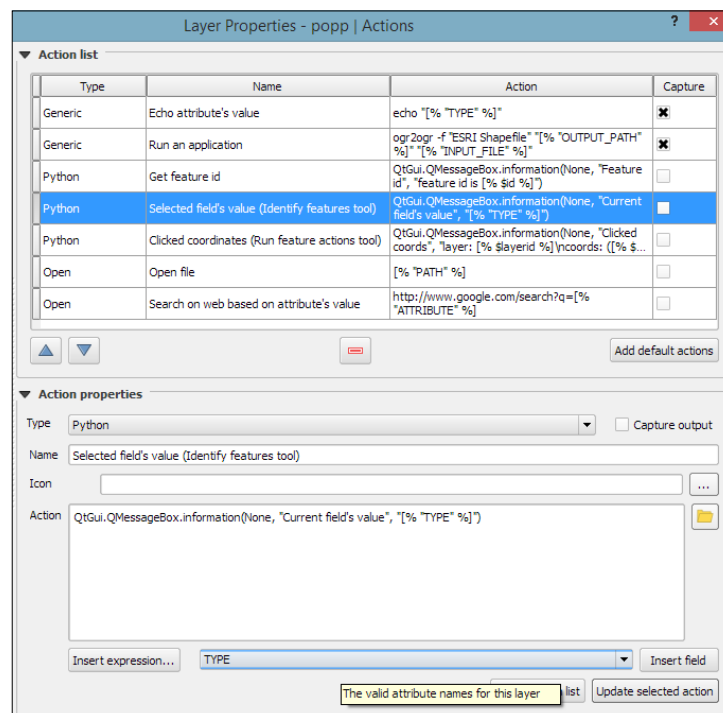 Layer Properties - popp | Actions
?
Action list
Type Name Action Capture
Generic Echo attribute's value echo "[% "TYPE" %]"
Generic Run an application ogr2ogr -f "ESRI Shapefile" "[% "OUTPUT_PATH"
%]" "[% "INPUT_FILE" %]"
Python Get feature id QtGui.QMessageBox.information(None, "Feature
id", "feature id is [% $id %]")
Python Selected field's value (Identify features tool) QtGui.QMessageBox.information(None, "Current
field's value", "[% "TYPE" %]")
Python Clicked coordinates (Run feature actions tool) QtGui.QMessageBox.information(None, "Clicked
coords", "layer: [% $layerid %]\ncoords: ([% $...
Open Open file [% "PATH" %]
Open Search on web based on attribute's value http://www.google.com/search?q=[%
"ATTRIBUTE" %]
Add default actions
Action properties
Type Python Capture output
Name Selected field's value (Identify features tool)
Icon ...
Action QtGui.QMessageBox.information(None, "Current field's value", "[% "TYPE" %]")
Insert expression... TYPE Insert field
The valid attribute names for this layer list Update selected action